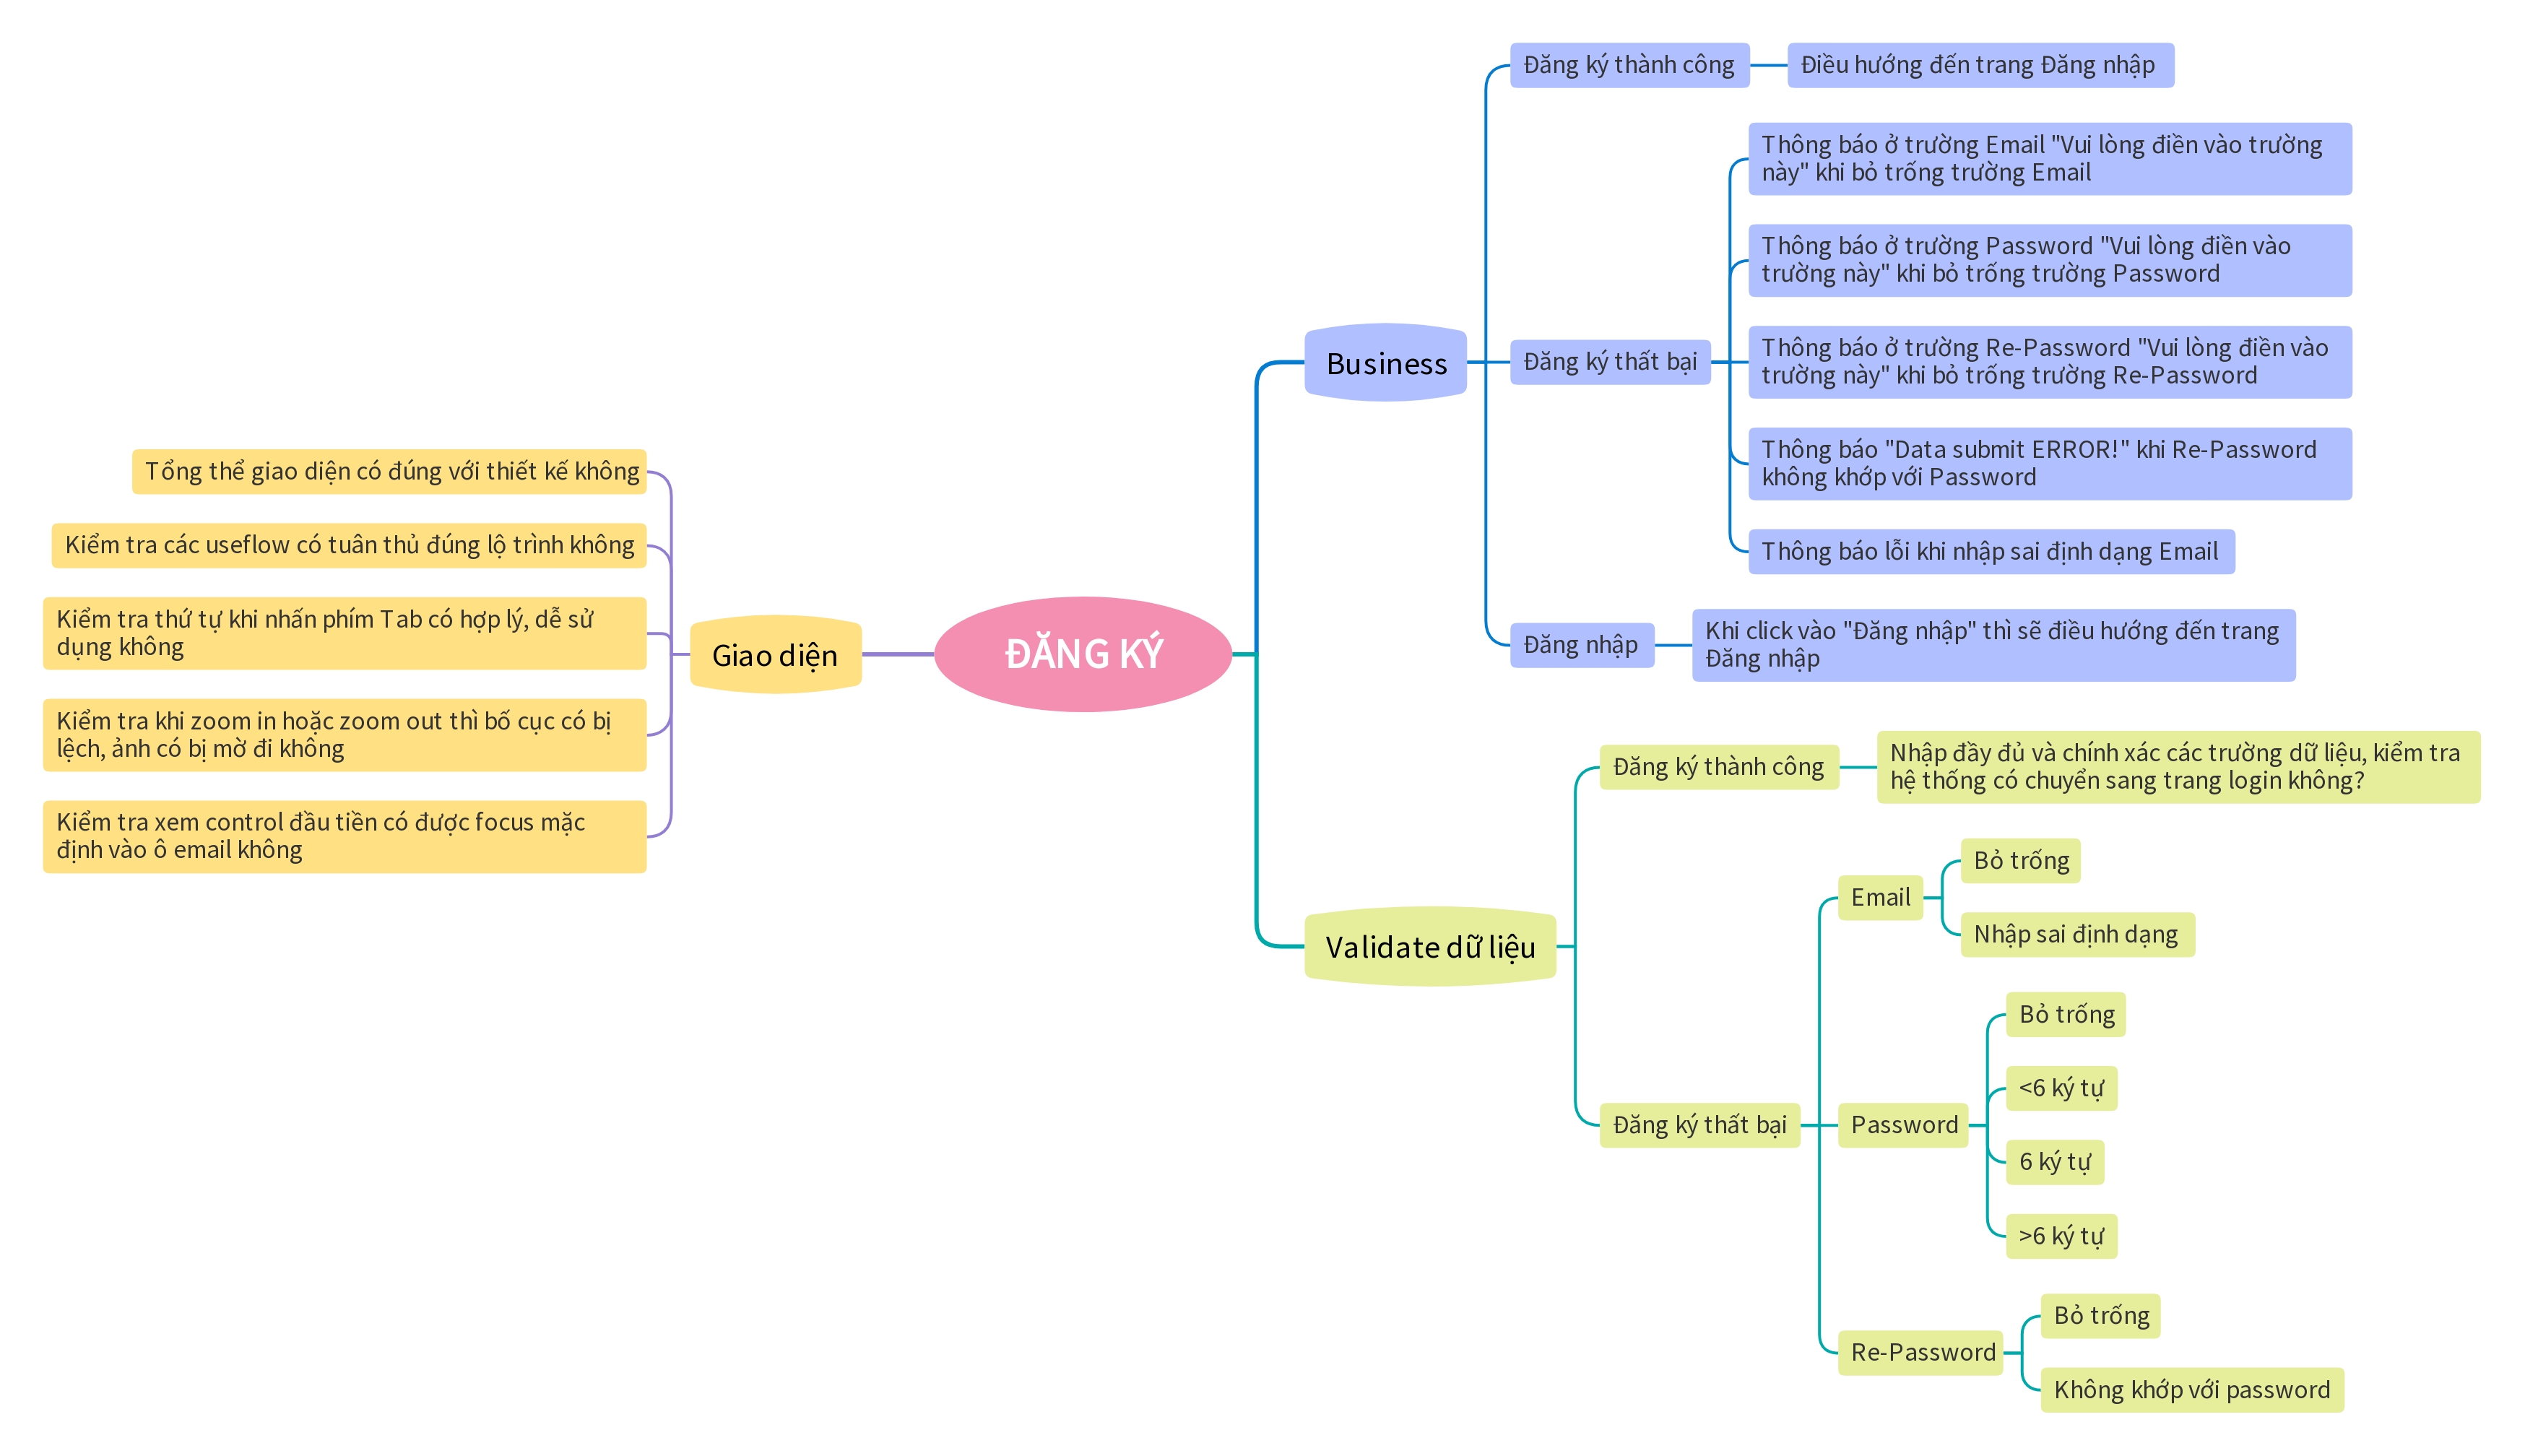 ĐĂNG KÝ
Giao diện
Tổng thể giao diện có đúng với thiết kế không
Kiểm tra các useflow có tuân thủ đúng lộ trình không
Kiểm tra thứ tự khi nhấn phím Tab có hợp lý, dễ sử
dụng không
Kiểm tra khi zoom in hoặc zoom out thì bố cục có bị
lệch, ảnh có bị mờ đi không
Kiểm tra xem control đầu tiền có được focus mặc
định vào ô email không
Business
Đăng ký thành công
Điều hướng đến trang Đăng nhập
Đăng ký thất bại
Thông báo ở trường Email "Vui lòng điền vào trường
này" khi bỏ trống trường Email
Thông báo ở trường Password "Vui lòng điền vào
trường này" khi bỏ trống trường Password
Thông báo ở trường Re-Password "Vui lòng điền vào
trường này" khi bỏ trống trường Re-Password
Thông báo "Data submit ERROR!" khi Re-Password
không khớp với Password
Thông báo lỗi khi nhập sai định dạng Email
Đăng nhập
Khi click vào "Đăng nhập" thì sẽ điều hướng đến trang
Đăng nhập
Validate dữ liệu
Đăng ký thành công
Nhập đầy đủ và chính xác các trường dữ liệu, kiểm tra
hệ thống có chuyển sang trang login không?
Đăng ký thất bại
Email
Bỏ trống
Nhập sai định dạng
Password
Bỏ trống
<6 ký tự
6 ký tự
>6 ký tự
Re-Password
Bỏ trống
Không khớp với password